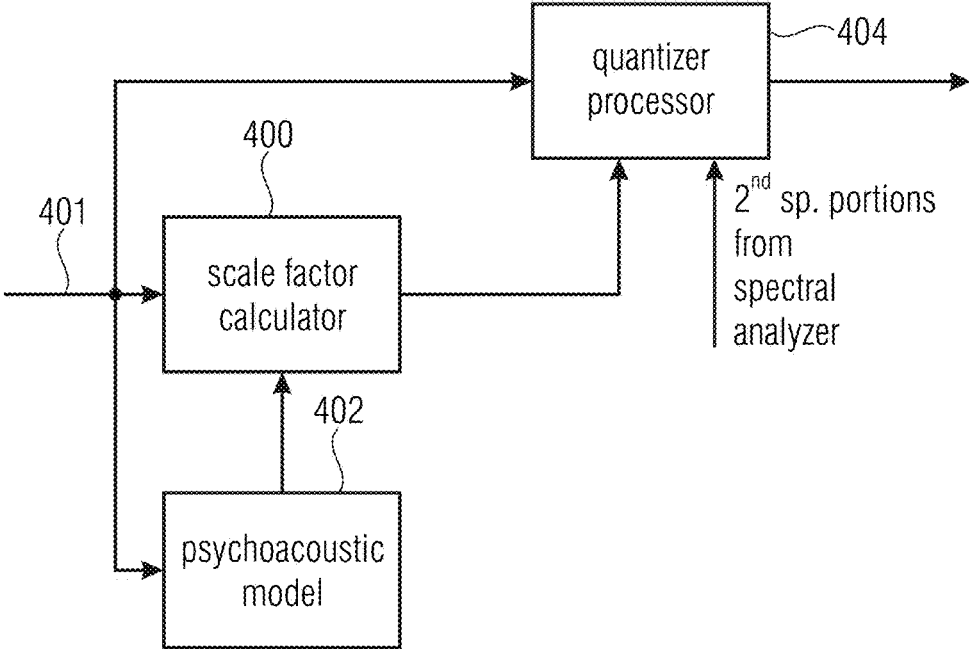 quantizer
processor
404
400
401
scale factor
calculator
2nd sp. portions
from
spectral
analyzer
402
psychoacoustic
model